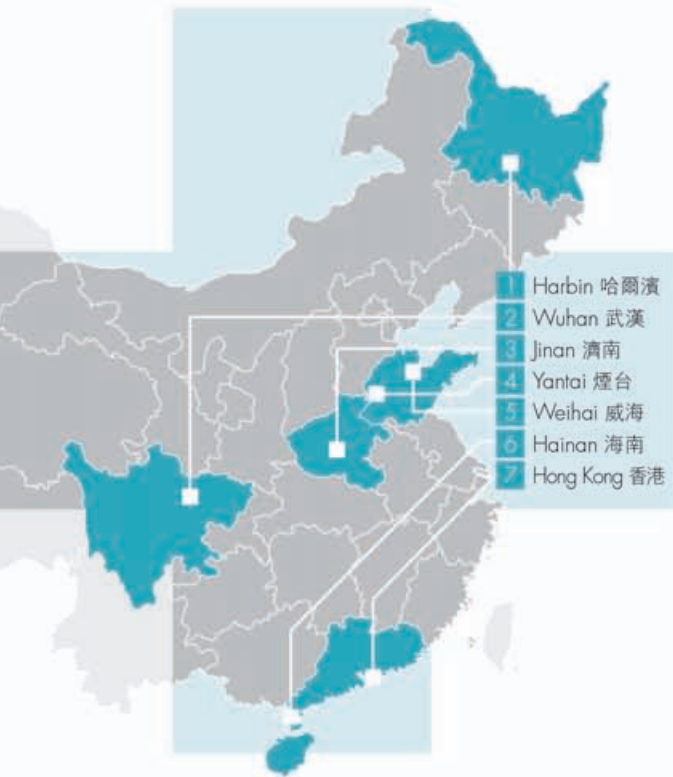 1 Harbin 哈爾濱
2 Wuhan 武漢
3 Jinan 濟南
4 Yantai 煙台
5 Weihai 威海
6 Hainan 海南
7 Hong Kong 香港